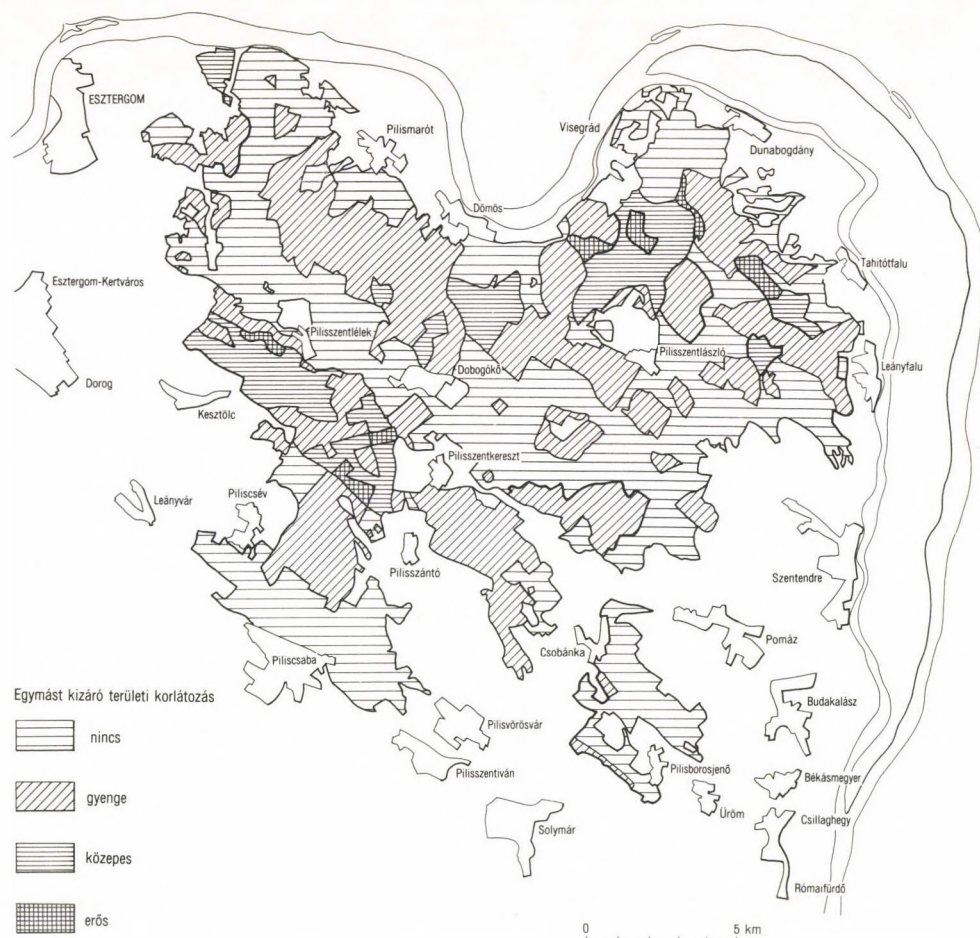 ESZTERGOM
Pilismarót
Visegrád
Dunabogdány
Dömös
Tahitótfalu
Esztergom-Kertváros
Pilisszentlélek
Pilisszentlászló
Leányfalu
Dobogókő
Dorog
Kesztölc
Pilisszentkereszt
Leányvár
Piliscsév
Pilisszántó
Szentendre
Csobánka
Pomáz
Piliscsaba
Budakalász
Egymást kizáró területi korlátozás
nincs
Pilisvörösvár
Pilisszentiván
Pilisborosjenő
Békásmegyer
gyenge
Üröm
Csillaghegy
Solymár
közepes
Rómaifürdő
erős
0 5 km